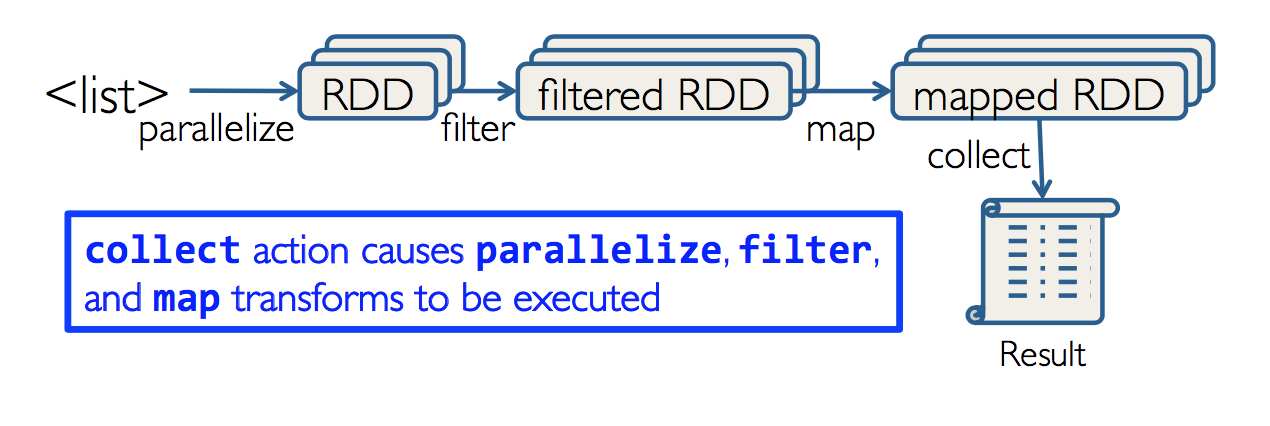 <list>
RDD
filtered RDD
mapped RDD
parallelize
filter
map
collect
collect action causes parallelize, filter,
and map transforms to be executed
Result